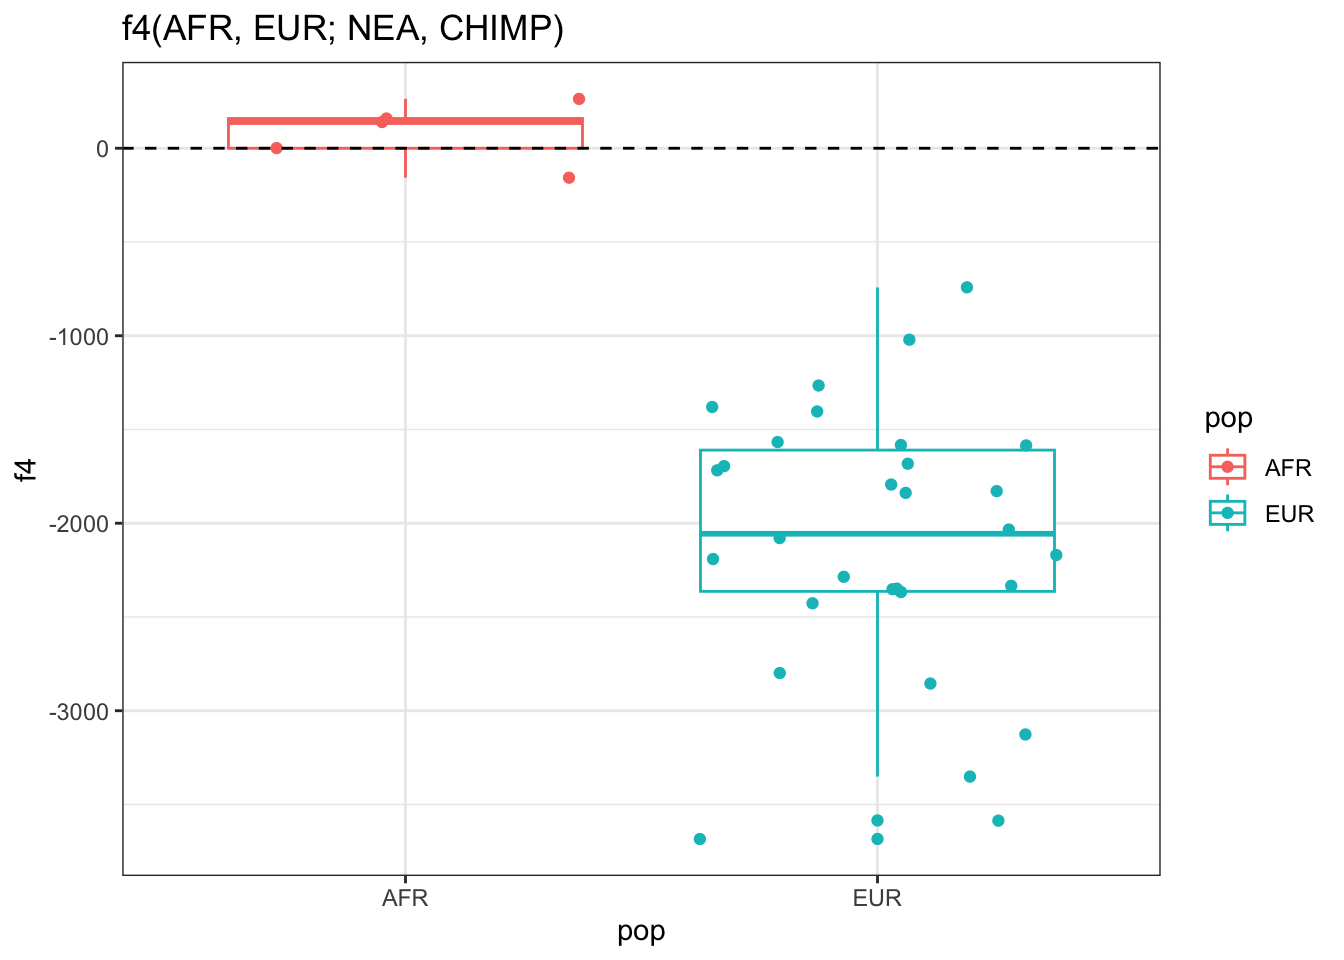 f4(AFR, EUR; NEA, CHIMP)
0
-1000
-2000
-3000
f4
AFR
EUR
pop
pop
AFR
EUR